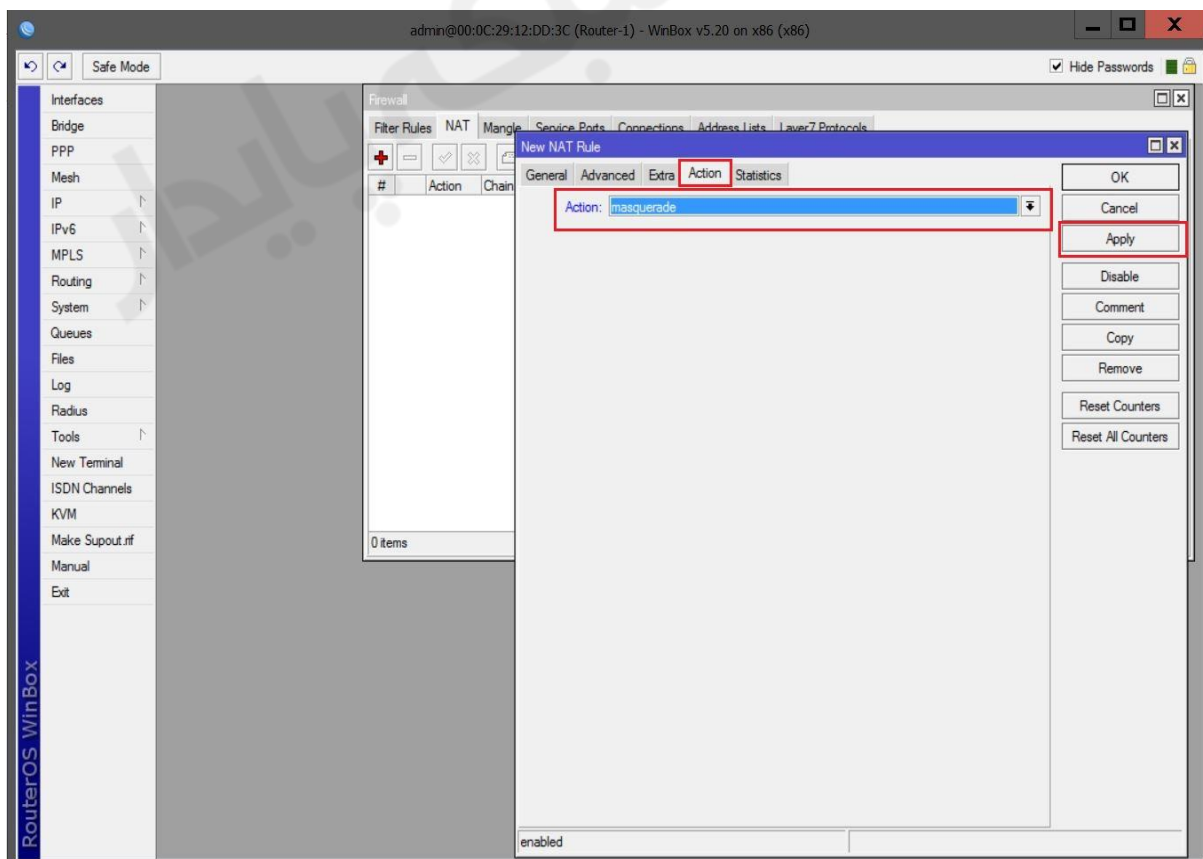 admin@00:0C:29:12:DD:3C (Router-1) - WinBox v5.20 on x86 (x86)
Safe Mode
Hide Passwords
Interfaces
Bridge
PPP
Mesh
IP
IPv6
MPLS
Routing
System
Queues
Files
Log
Radius
Tools
New Terminal
ISDN Channels
KVM
Make Supout.rif
Manual
Exit
RouterOS WinBox
Firewall
Filter Rules NAT Mangle Service Ports Connections Address Lists Layer7 Protocols
# Action Chain
0 items
New NAT Rule
General Advanced Extra Action Statistics
Action: masquerade
OK
Cancel
Apply
Disable
Comment
Copy
Remove
Reset Counters
Reset All Counters
enabled
پایدار